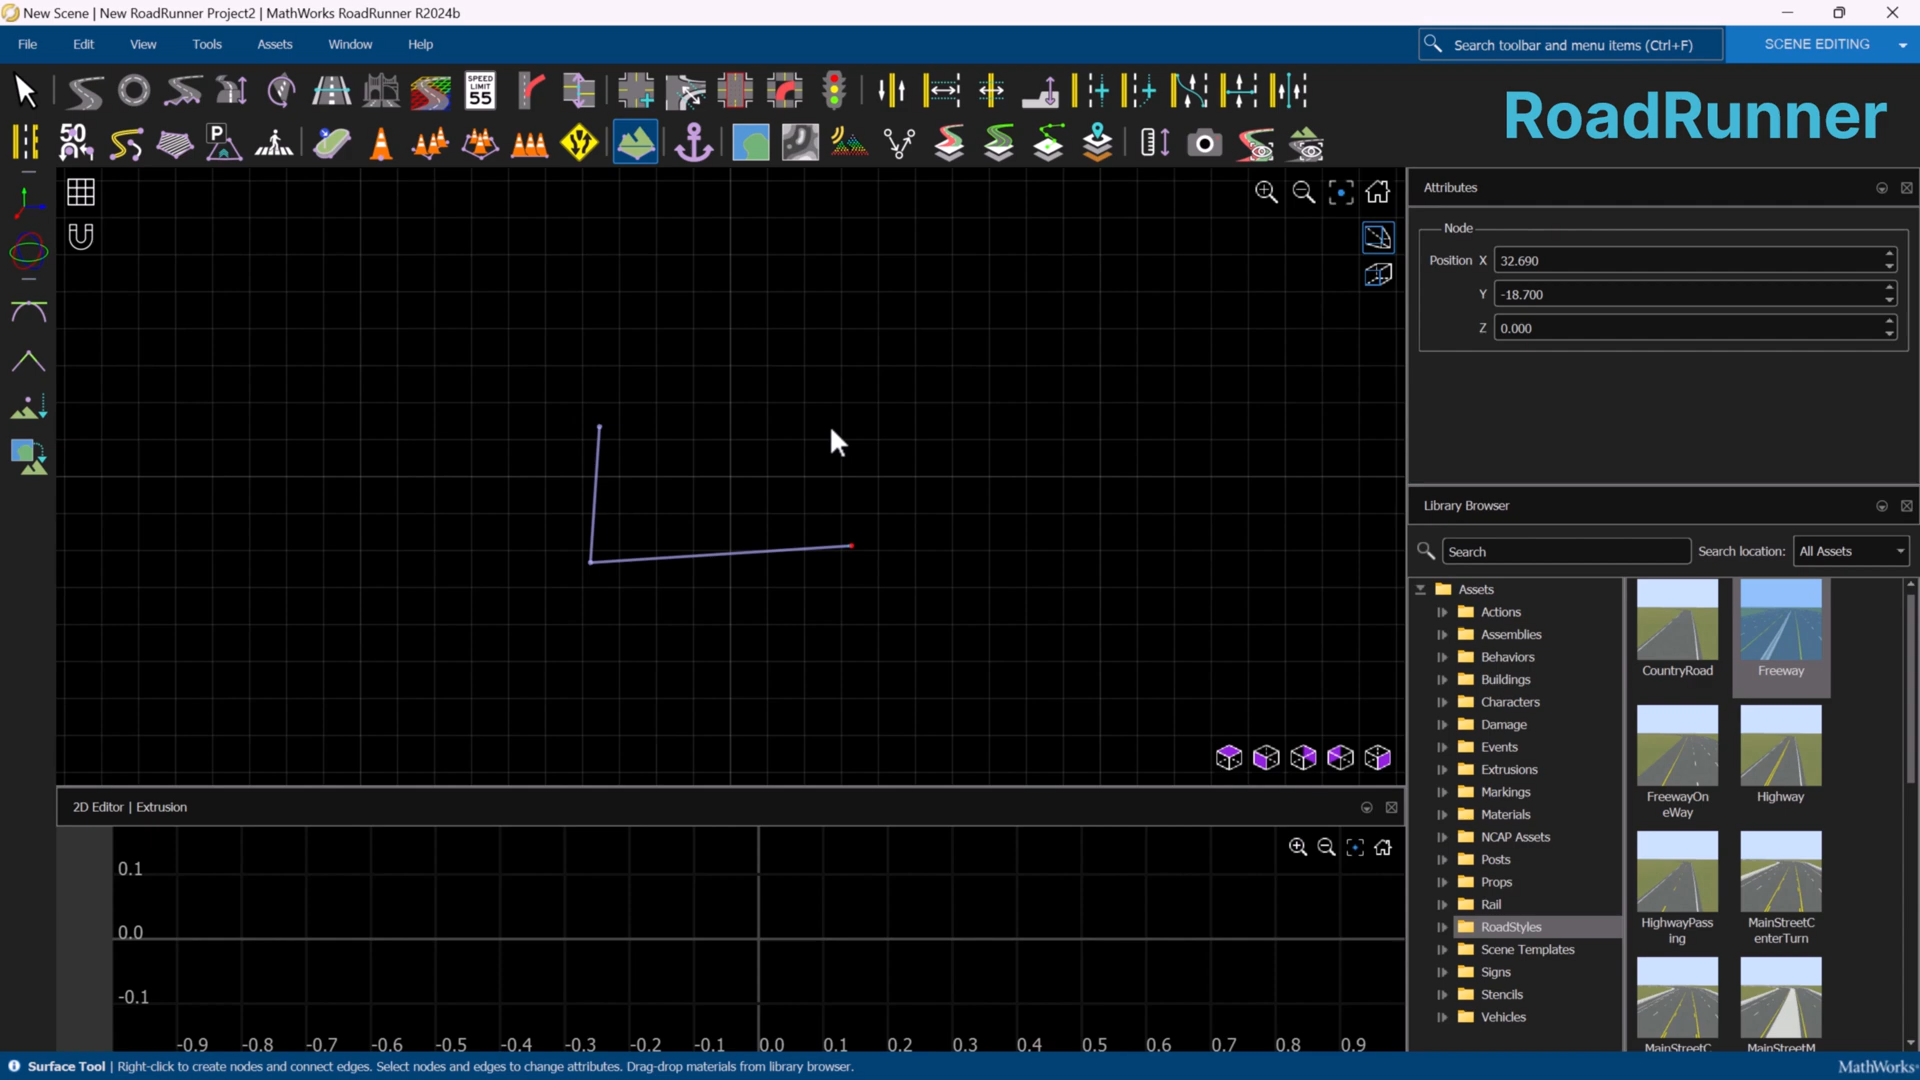 New Scene | New RoadRunner Project2 | MathWorks RoadRunner R2024b
File Edit View Tools Assets Window Help
Search toolbar and menu items (Ctrl+F)
SCENE EDITING
SPEED LIMIT 55
RoadRunner
50
P
Attributes
Node
Position X 32.690
Y -18.700
Z 0.000
Library Browser
Search
Search location: All Assets
Assets
Actions
Assemblies
Behaviors
Buildings
Characters
Damage
Events
Extrusions
Markings
Materials
NCAP Assets
Posts
Props
Rail
RoadStyles
Scene Templates
Signs
Stencils
Vehicles
CountryRoad
Freeway
FreewayOn
eWay
Highway
HighwayPass
ing
MainStreetC
enterTurn
MainStreetC
MainStreetM
2D Editor | Extrusion
0.1
0.0
-0.1
-0.9 -0.8 -0.7 -0.6 -0.5 -0.4 -0.3 -0.2 -0.1 0.0 0.1 0.2 0.3 0.4 0.5 0.6 0.7 0.8 0.9
Surface Tool | Right-click to create nodes and connect edges. Select nodes and edges to change attributes. Drag-drop materials from library browser.
MathWorks